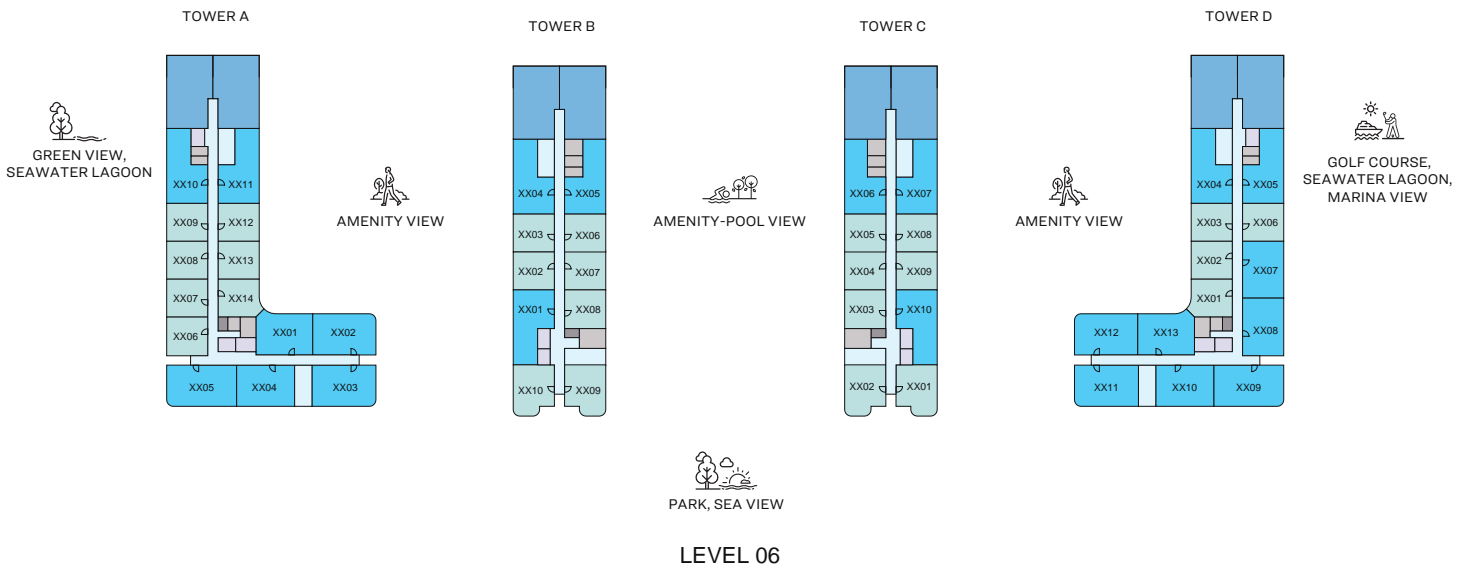 TOWER A
TOWER B
TOWER C
TOWER D
GREEN VIEW,
SEAWATER LAGOON
AMENITY VIEW
AMENITY-POOL VIEW
AMENITY VIEW
GOLF COURSE,
SEAWATER LAGOON,
MARINA VIEW
XX10 XX11
XX09 XX12
XX08 XX13
XX07 XX14
XX06
XX01 XX02
XX05 XX04 XX03
XX04 XX05
XX03 XX06
XX02 XX07
XX01 XX08
XX10 XX09
XX06 XX07
XX05 XX08
XX04 XX09
XX03 XX10
XX02 XX01
XX04 XX05
XX03 XX06
XX02 XX07
XX01
XX08
XX12 XX13
XX11 XX10 XX09
PARK, SEA VIEW
LEVEL 06